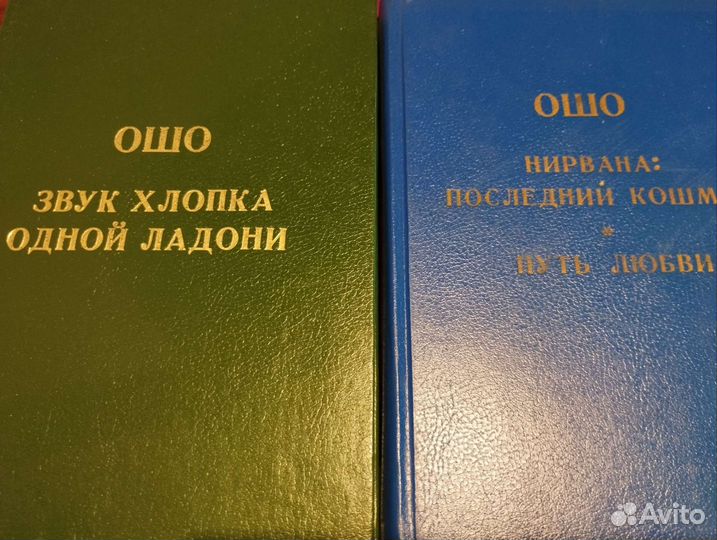 ОШО
ЗВУК ХЛОПКА
ОДНОЙ ЛАДОНИ
ОШО
НИРВАНА:
ПОСЛЕДНИЙ КОШМ
*
ПУТЬ ЛЮБВИ
Avito